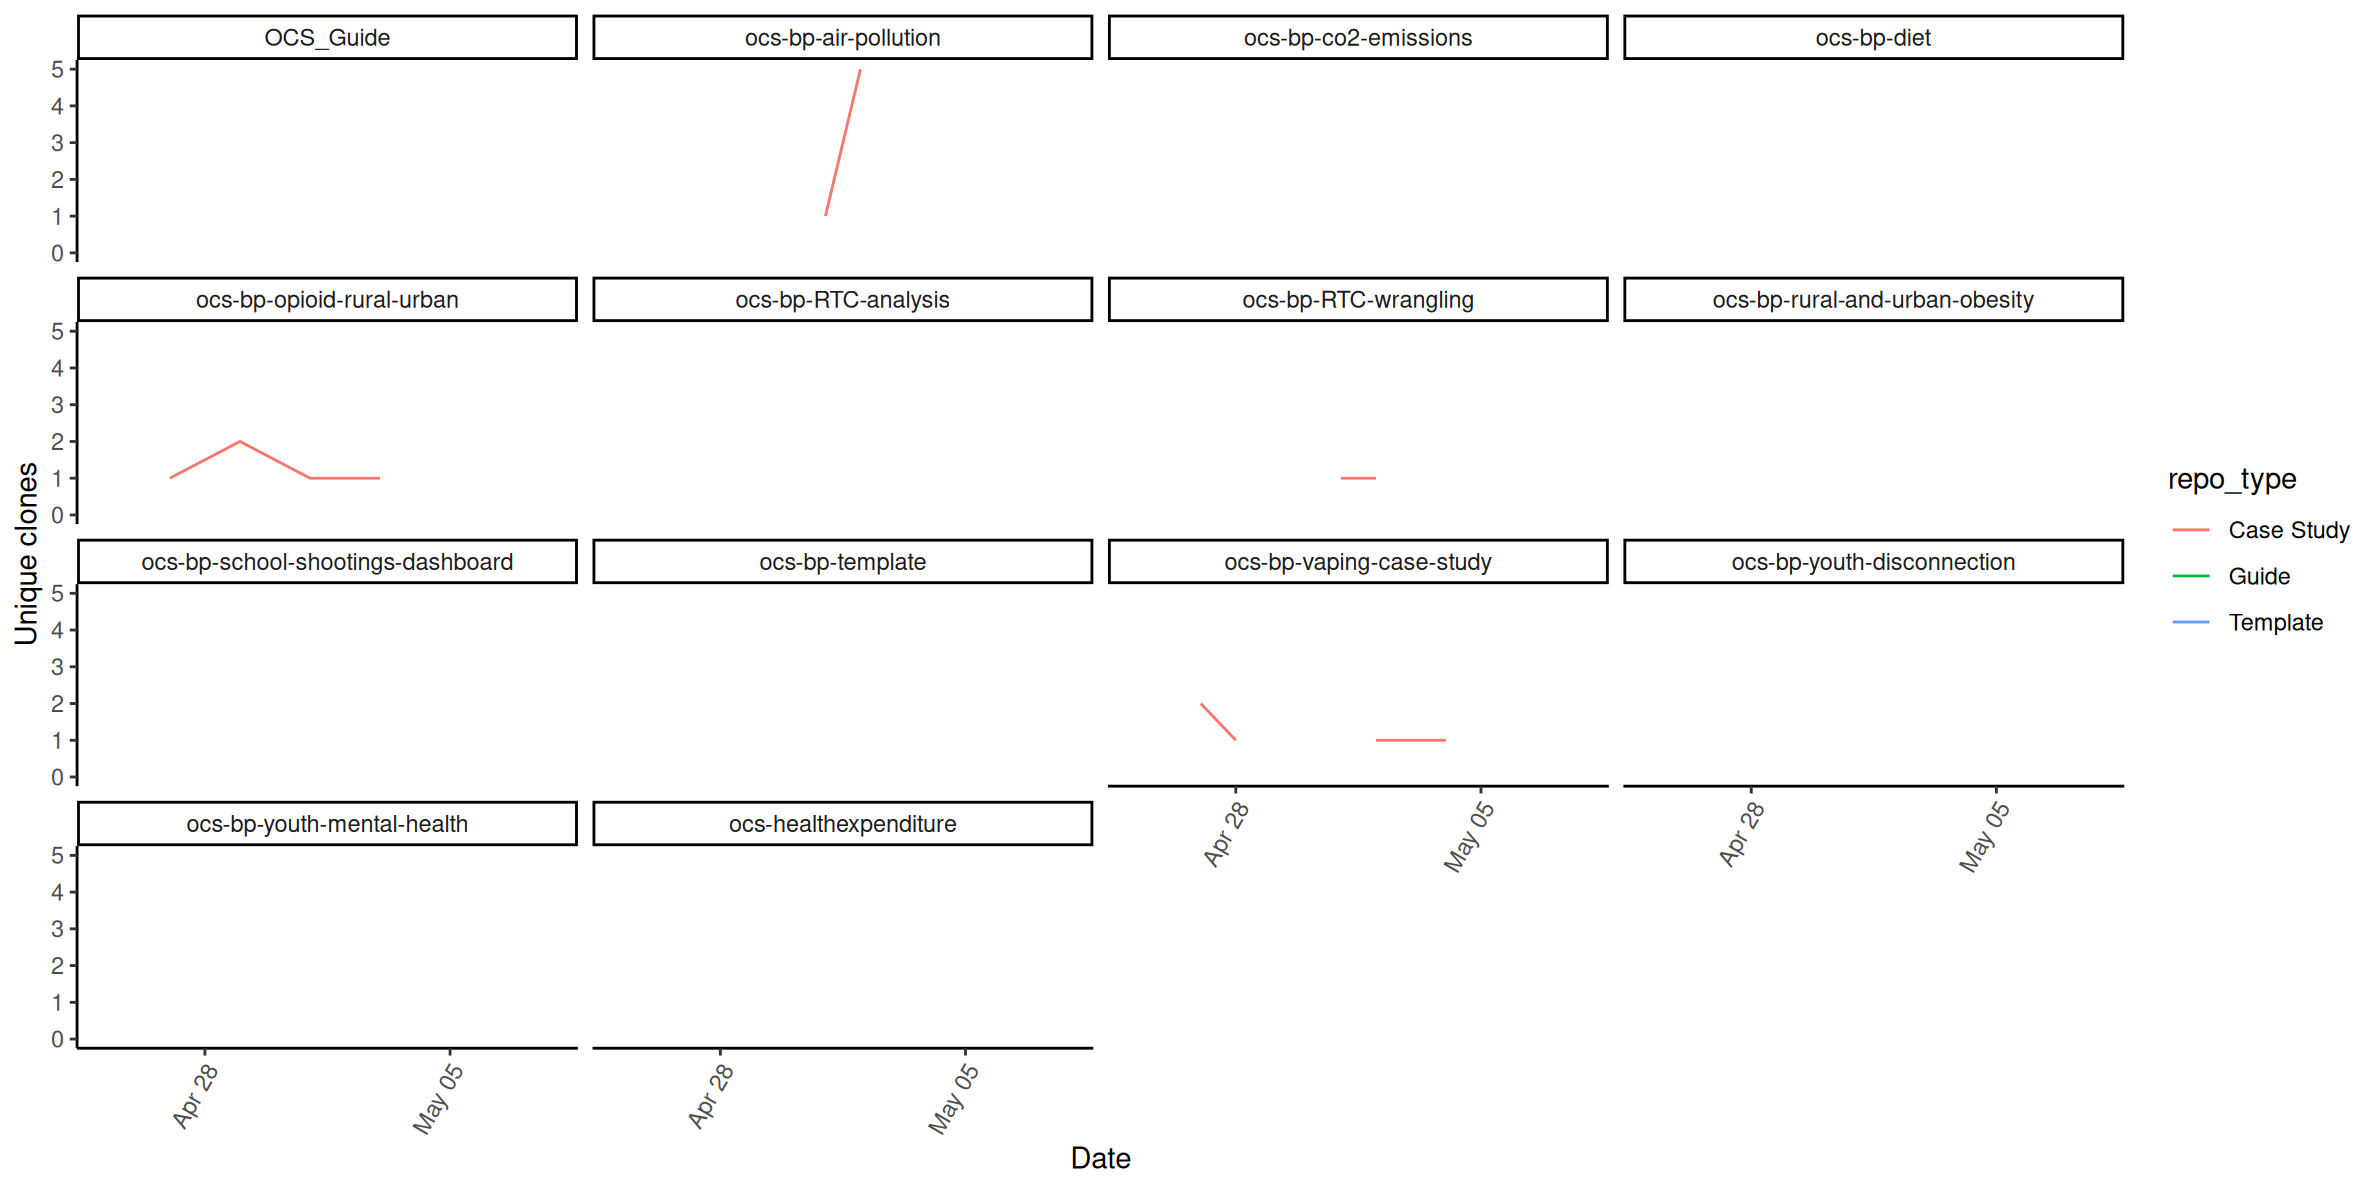 OCS_Guide
ocs-bp-air-pollution
ocs-bp-co2-emissions
ocs-bp-diet
5
4
3
2
1
0
ocs-bp-opioid-rural-urban
ocs-bp-RTC-analysis
ocs-bp-RTC-wrangling
ocs-bp-rural-and-urban-obesity
5
4
3
2
1
0
ocs-bp-school-shootings-dashboard
ocs-bp-template
ocs-bp-vaping-case-study
ocs-bp-youth-disconnection
5
4
3
2
1
0
Apr 28
May 05
Apr 28
May 05
ocs-bp-youth-mental-health
ocs-healthexpenditure
5
4
3
2
1
0
Apr 28
May 05
Apr 28
May 05
Unique clones
Date
repo_type
Case Study
Guide
Template